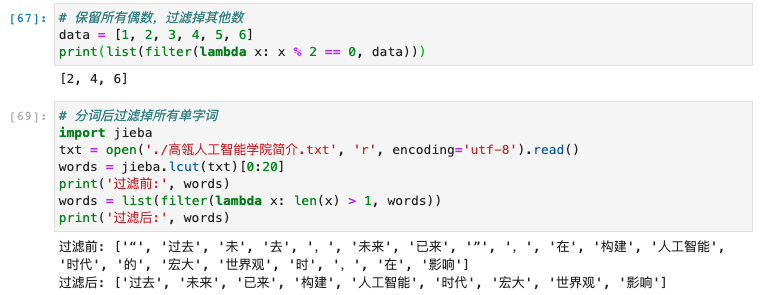 [67]:
# 保留所有偶数，过滤掉其他数
data = [1, 2, 3, 4, 5, 6]
print(list(filter(lambda x: x % 2 == 0, data)))
[2, 4, 6]
[69]:
# 分词后过滤掉所有单字词
import jieba
txt = open('./高瓴人工智能学院简介.txt', 'r', encoding='utf-8').read()
words = jieba.lcut(txt)[0:20]
print('过滤前:', words)
words = list(filter(lambda x: len(x) > 1, words))
print('过滤后:', words)
过滤前: ['“', '过去', '未', '去', '，', '未来', '已来', '”', '，', '在', '构建', '人工智能',
'时代', '的', '宏大', '世界观', '时', '，', '在', '影响']
过滤后: ['过去', '未来', '已来', '构建', '人工智能', '时代', '宏大', '世界观', '影响']